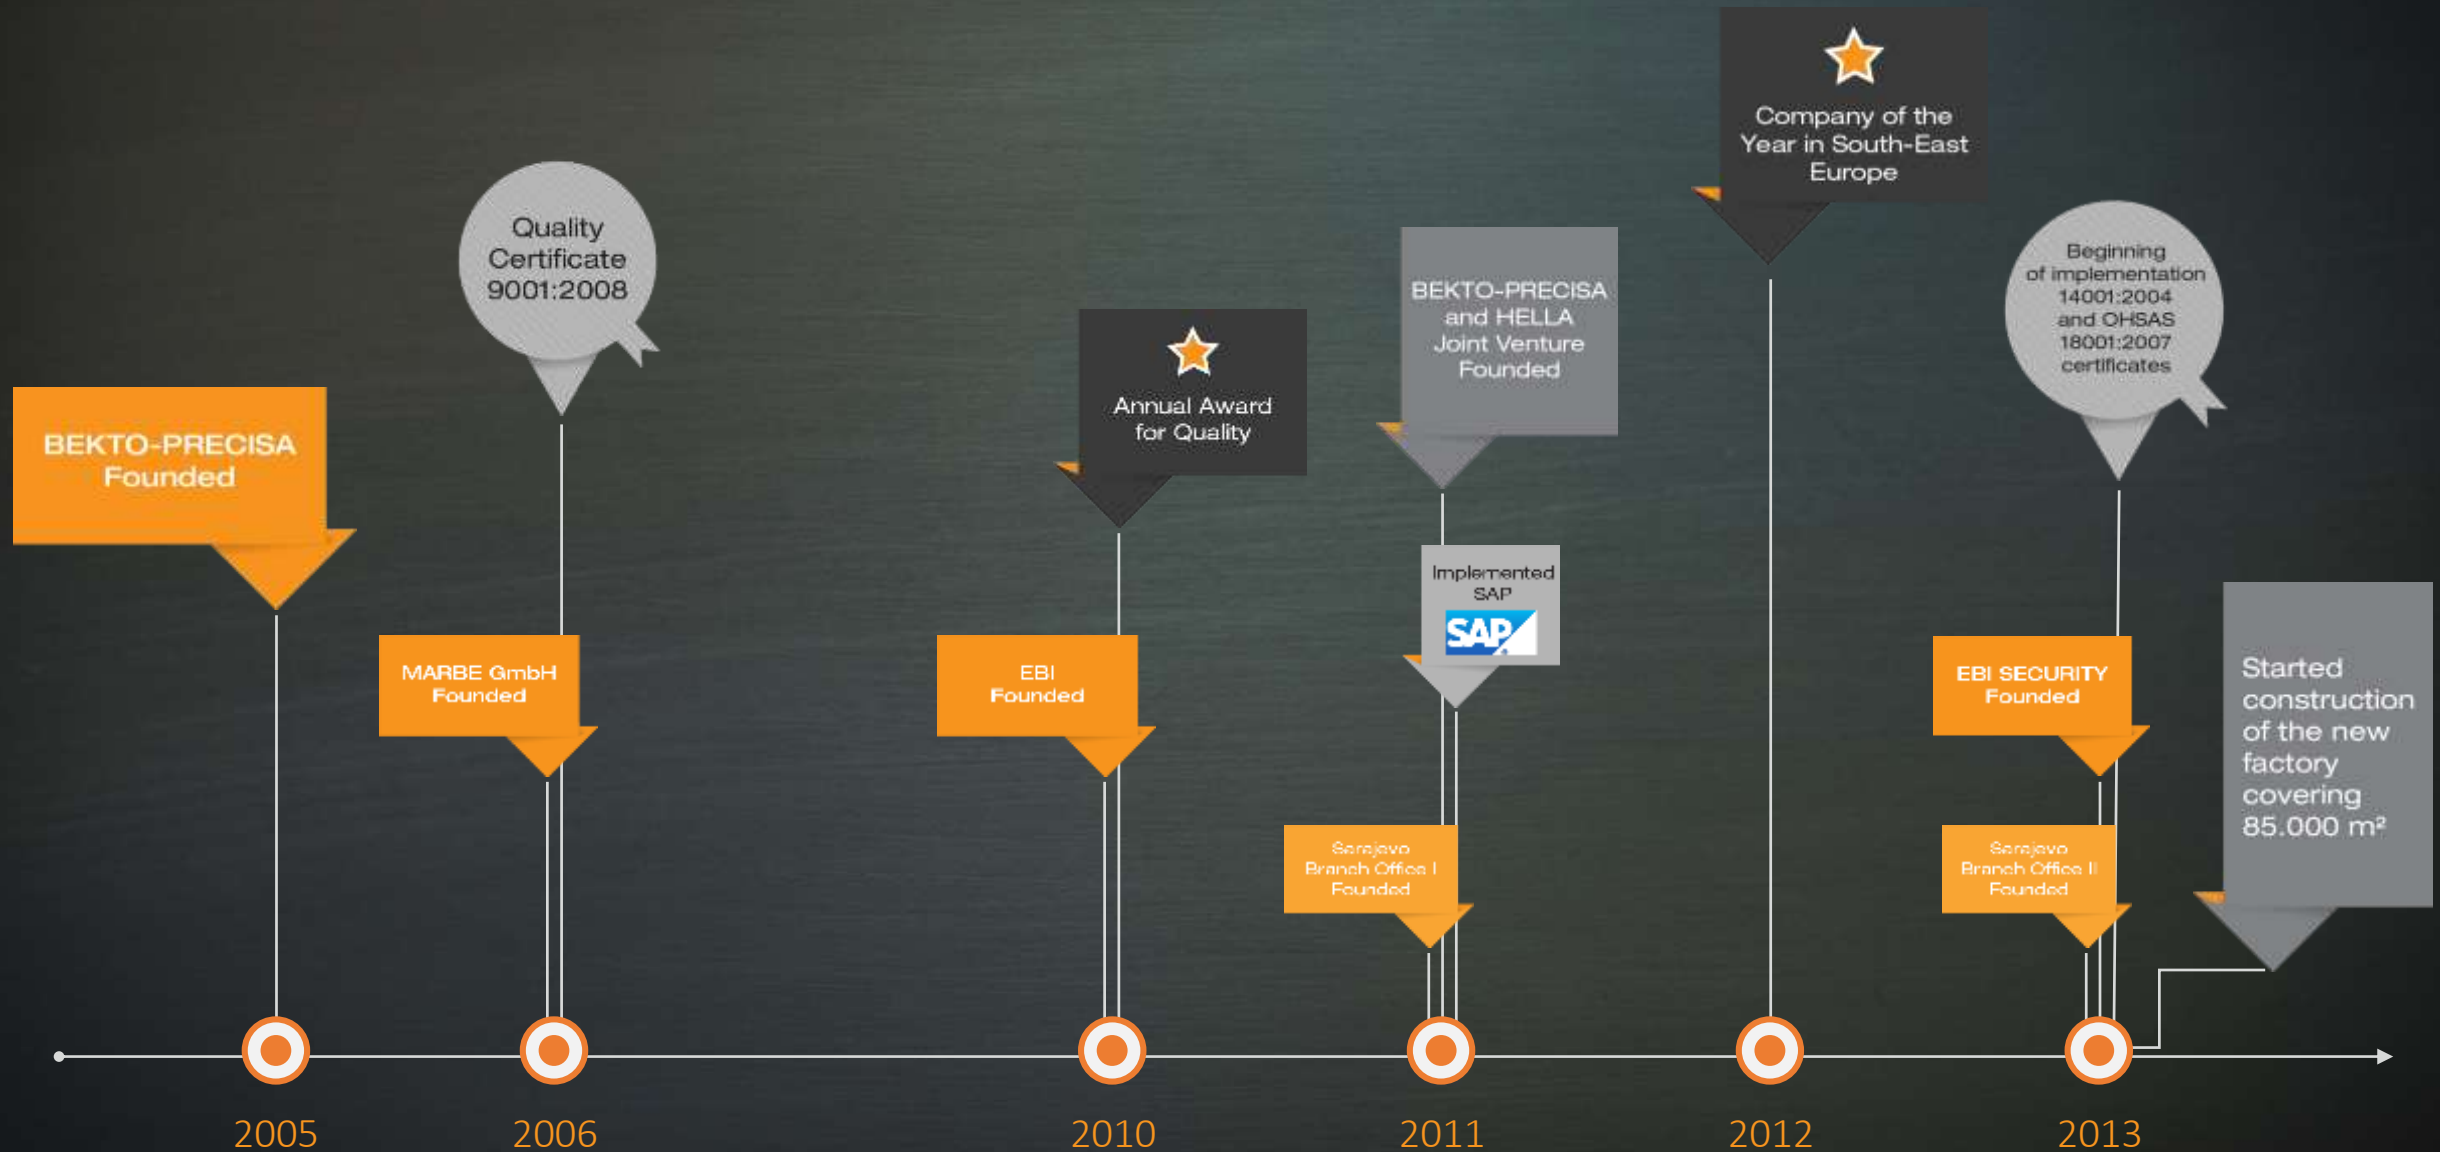 BEKTO-PRECISA
Founded
Quality
Certificate
9001:2008
MARBE GmbH
Founded
Annual Award
for Quality
EBI
Founded
BEKTO-PRECISA
and HELLA
Joint Venture
Founded
Implemented
SAP
SAP
Sarajevo
Branch Office I
Founded
Company of the
Year in South-East
Europe
Beginning
of implementation
14001:2004
and OHSAS
18001:2007
certificates
EBI SECURITY
Founded
Sarajevo
Branch Office II
Founded
Started
construction
of the new
factory
covering
85.000 m²
2005
2006
2010
2011
2012
2013